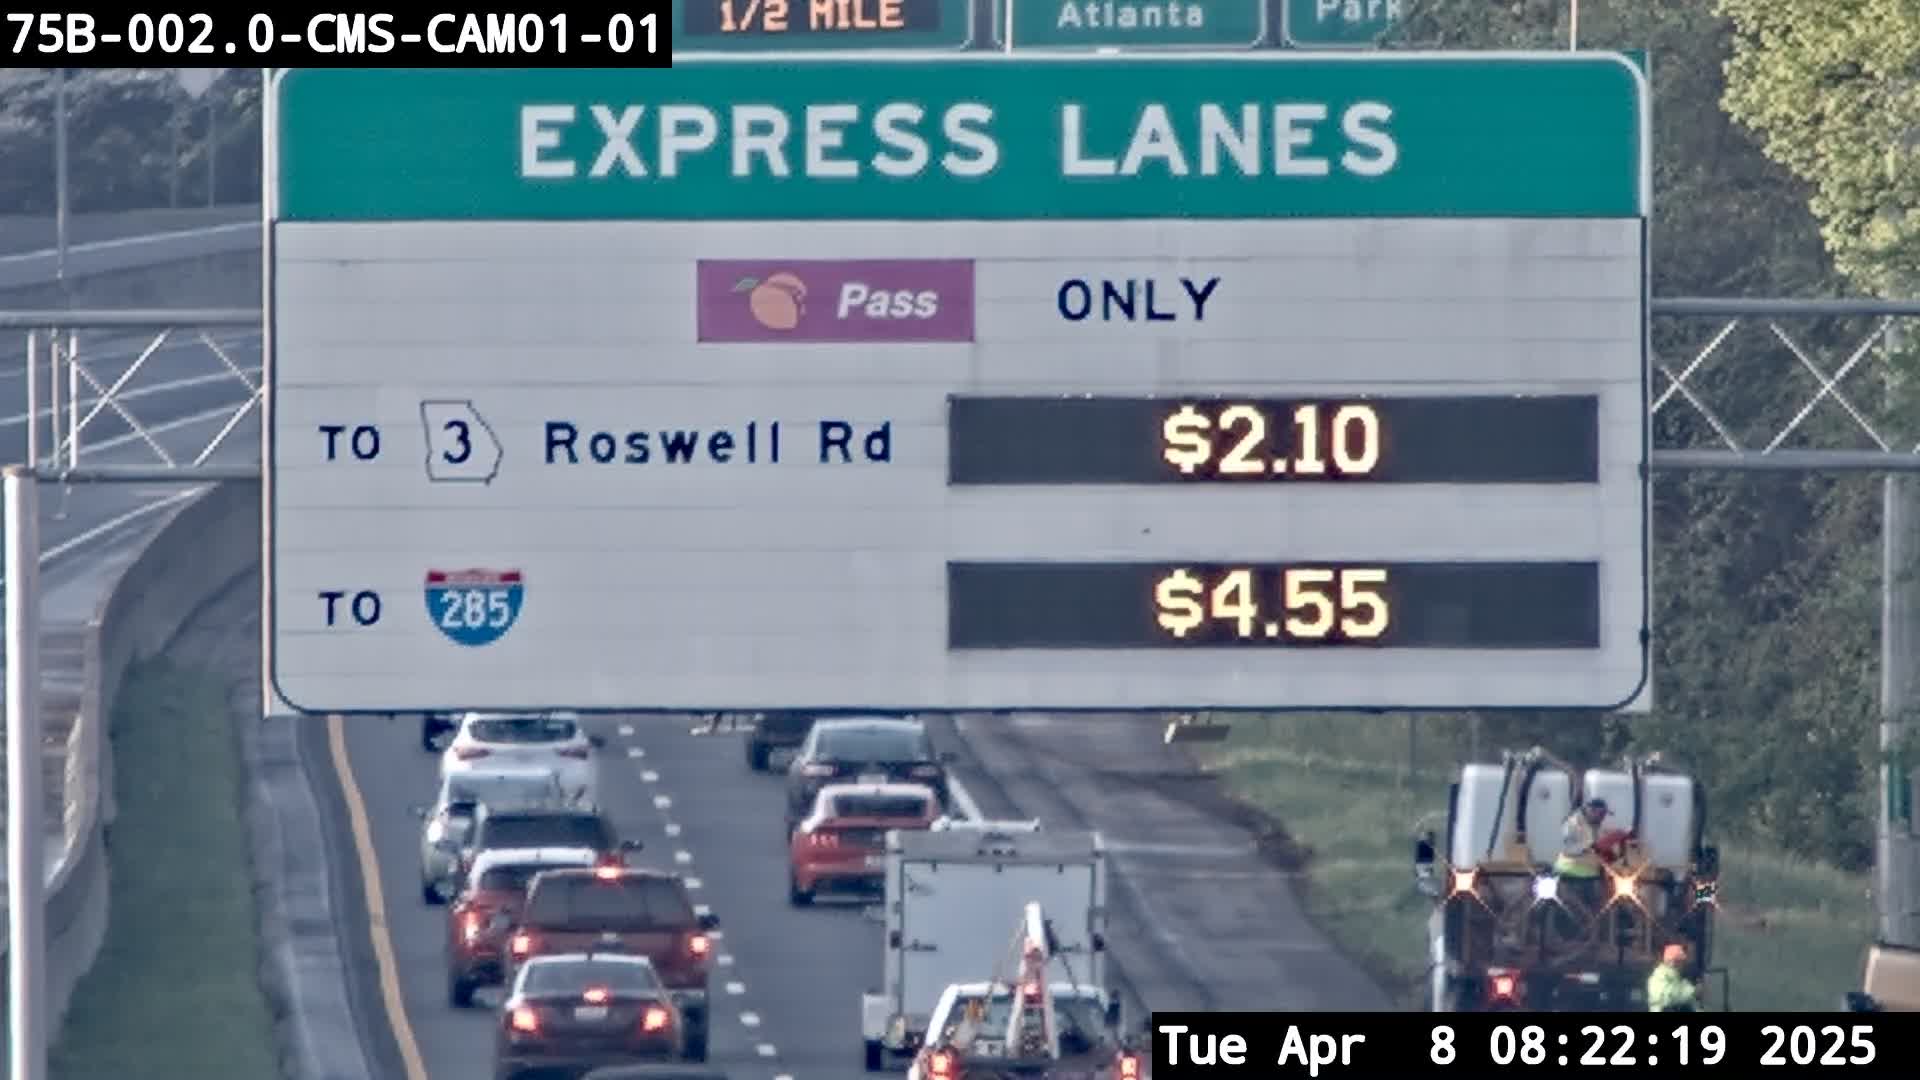 75B-002.0-CMS-CAM01-01
1/2 MILE
Atlanta
Park
EXPRESS LANES
Pass ONLY
TO 3 Roswell Rd $2.10
TO 285 $4.55
Tue Apr 8 08:22:19 2025